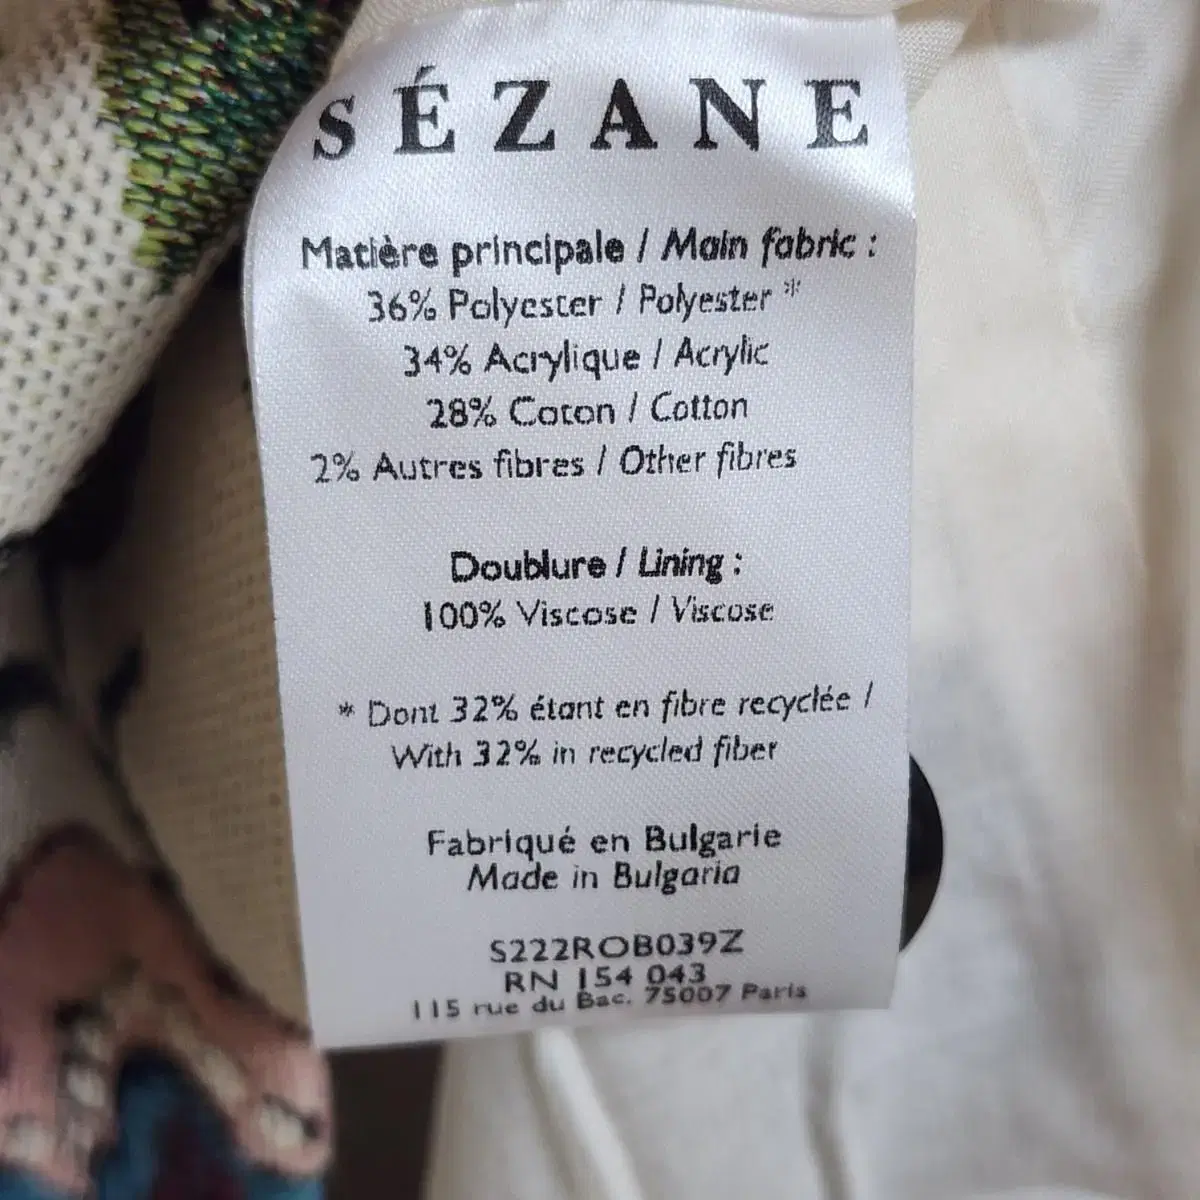 SÉZANE
Matière principale / Main fabric :
36% Polyester / Polyester *
34% Acrylique / Acrylic
28% Coton / Cotton
2% Autres fibres / Other fibres
Doublure / Lining :
100% Viscose / Viscose
* Dont 32% étant en fibre recyclée /
With 32% in recycled fiber
Fabriqué en Bulgarie
Made in Bulgaria
S222ROB039Z
RN 154 043
115 rue du Bac. 75007 Paris